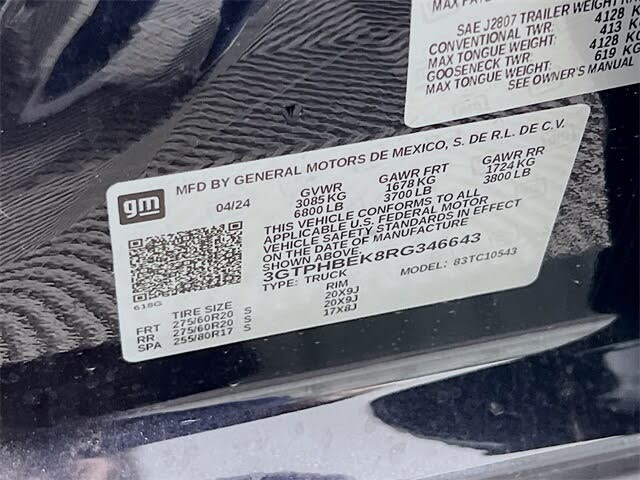 SAE J2807 TRAILER WEIGHT
CONVENTIONAL TWR: 4128 KG
MAX TONGUE WEIGHT: 413
GOOSENECK TWR: 4128 KG
MAX TONGUE WEIGHT: 619 KG
SEE OWNER'S MANUAL
gm
MFD BY GENERAL MOTORS DE MEXICO, S. DE R.L. DE C.V.
04/24 GVWR GAWR FRT GAWR RR
3085 KG 1678 KG 1724 KG
6800 LB 3700 LB 3800 LB
THIS VEHICLE CONFORMS TO ALL
APPLICABLE U.S. FEDERAL MOTOR
VEHICLE SAFETY STANDARDS IN EFFECT
ON THE DATE OF MANUFACTURE.
3GTPHBEK8RG346643
TYPE: TRUCK MODEL: 83TC10543
618G
TIRE SIZE RIM
FRT 275/60R20 S 20X9J
RR 275/60R20 S 20X9J
SPA 255/80R17 S 17X8J